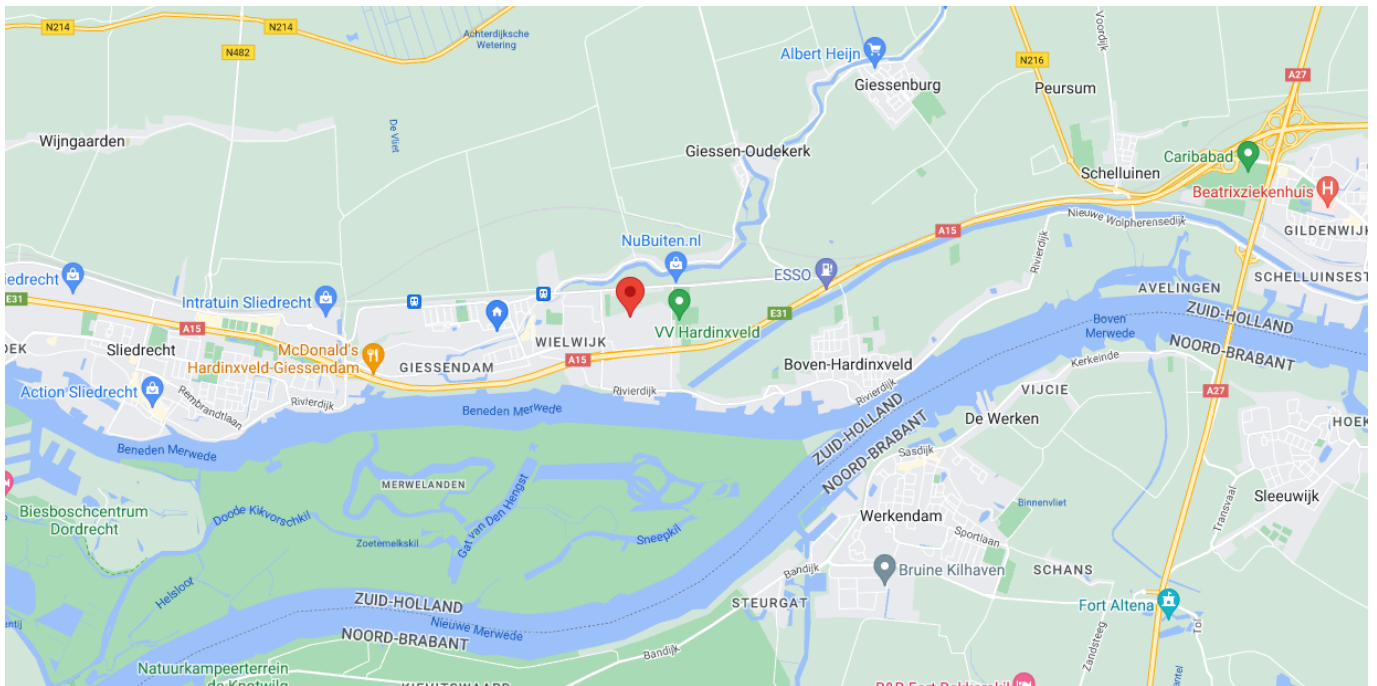 N214
N214
N482
Achterdijksche
Wetering
De Vliet
Wijngaarden
Albert Heijn
Giessenburg
Voordijk
N216
Peursum
A27
Giessen-Oudekerk
Caribabad
Schelluinen
Beatrixziekenhuis
H
Nieuwe Wolpherensedijk
GILDENWIJK
A15
Rivierdijk
NuBuiten.nl
ESSO
SCHELLUINSEST
AVELINGEN
liedrecht
E31
Intratuin Sliedrecht
A15
VV Hardinxveld
E31
Boven
Merwede
ZUID-HOLLAND
NOORD-BRABANT
OEK
Sliedrecht
McDonald's
Hardinxveld-Giessendam
GIESSENDAM
WIELWIJK
A15
Boven-Hardinxveld
Kerkeinde
VIJCIE
A27
Action Sliedrecht
Rembrandtlaan
Rivierdijk
Rivierdijk
Rivierdijk
Beneden Merwede
Beneden Merwede
De Werken
HOEK
ZUID-HOLLAND
NOORD-BRABANT
Sasdijk
MERWELANDEN
Gat van Den Hengst
Binnenvliet
Transvaal
Sleeuwijk
Biesboschcentrum
Dordrecht
Doode Kikvorschkil
Zoetemelkskil
Sneepkil
Werkendam
Sportlaan
Helsloot
Bandijk
Bruine Kilhaven
SCHANS
ZUID-HOLLAND
NOORD-BRABANT
Nieuwe Merwede
STEURGAT
Fort Altena
Tol
Zandsteeg
Bandijk
Natuurkampeerterrein
de Knotwilg